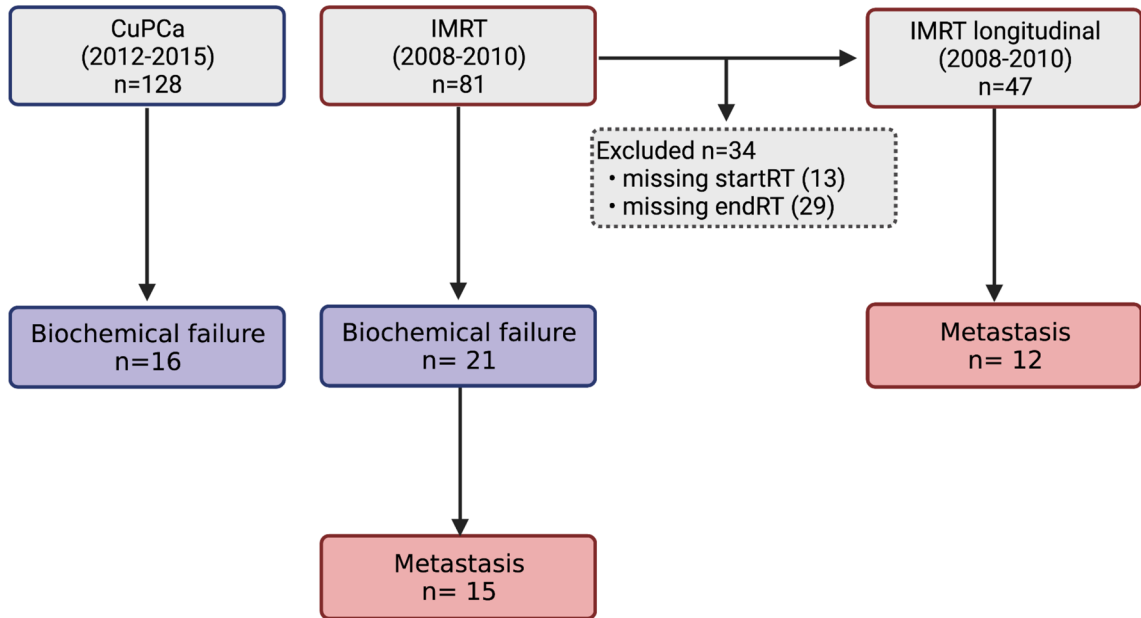 CuPCa
(2012-2015)
n=128
IMRT
(2008-2010)
n=81
IMRT longitudinal
(2008-2010)
n=47
Excluded n=34
• missing startRT (13)
• missing endRT (29)
Biochemical failure
n=16
Biochemical failure
n= 21
Metastasis
n= 12
Metastasis
n= 15